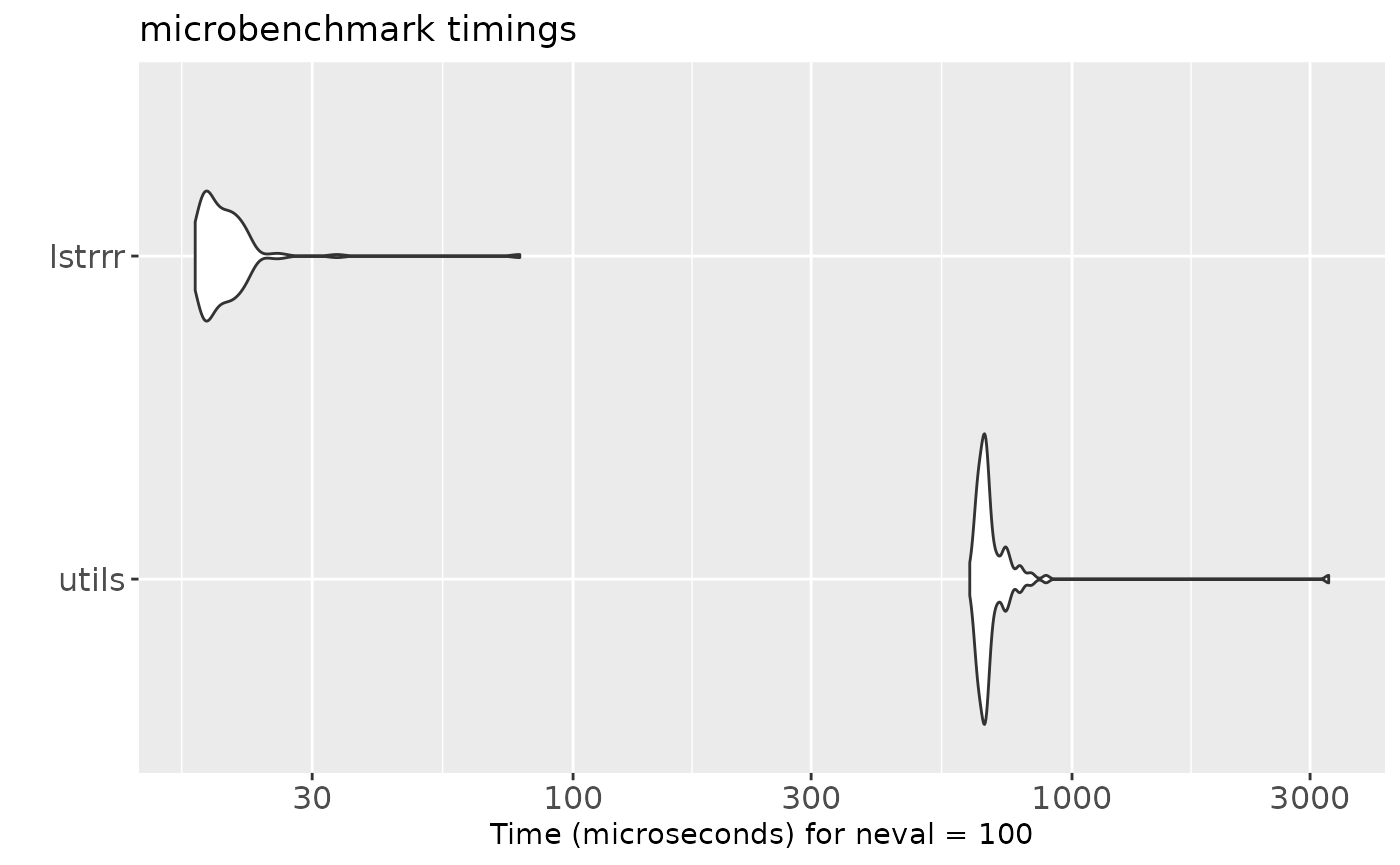 microbenchmark timings
lstrrr
utils
30 100 300 1000 3000
Time (microseconds) for neval = 100